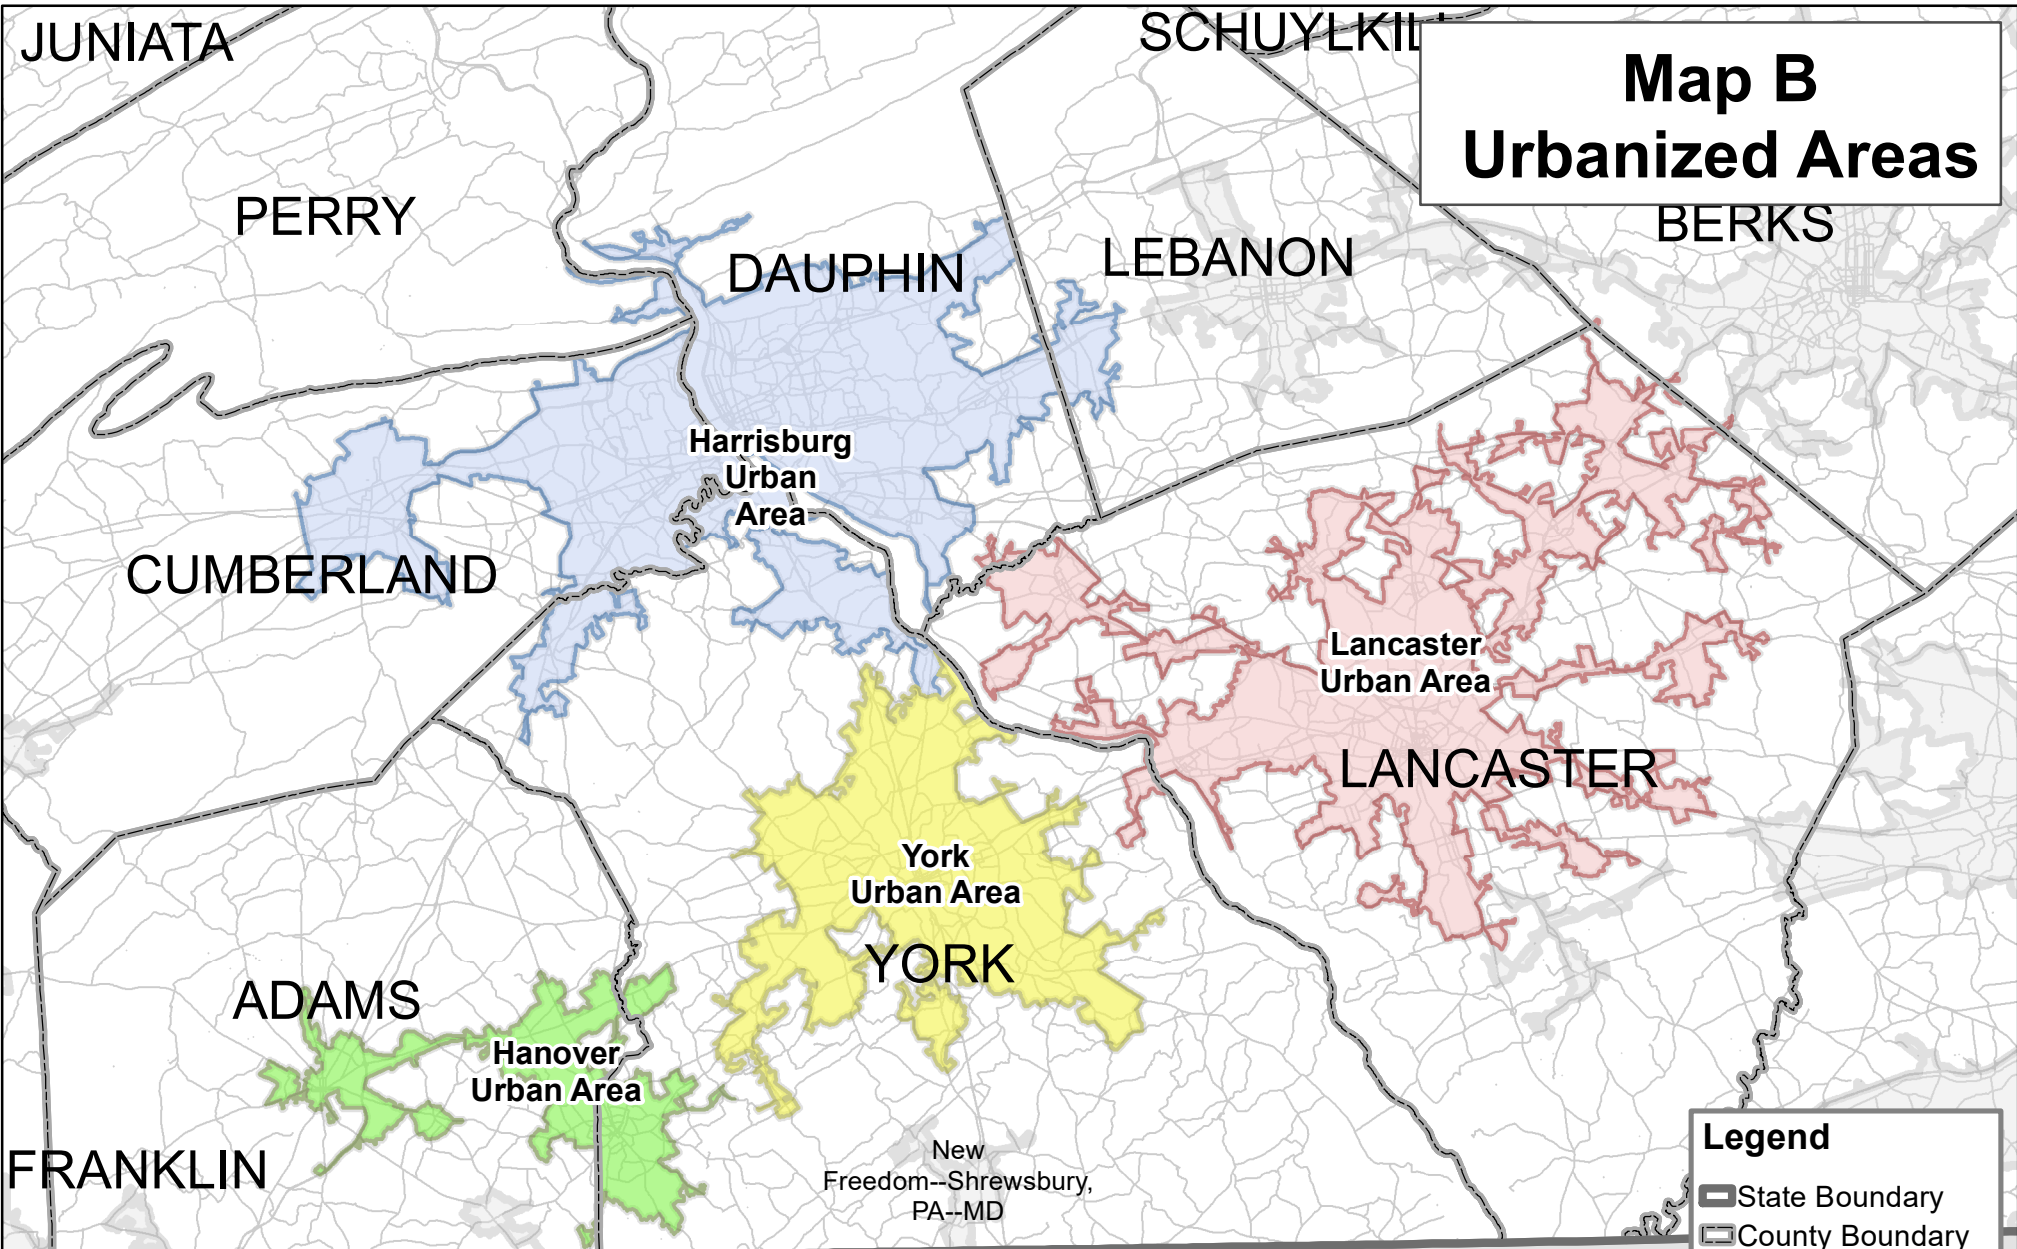 JUNIATA
SCHUYLKIL
Map B
Urbanized Areas
PERRY
BERKS
DAUPHIN
LEBANON
Harrisburg
Urban
Area
CUMBERLAND
Lancaster
Urban Area
LANCASTER
York
Urban Area
YORK
ADAMS
Hanover
Urban Area
FRANKLIN
New
Freedom--Shrewsbury,
PA--MD
Legend
State Boundary
County Boundary